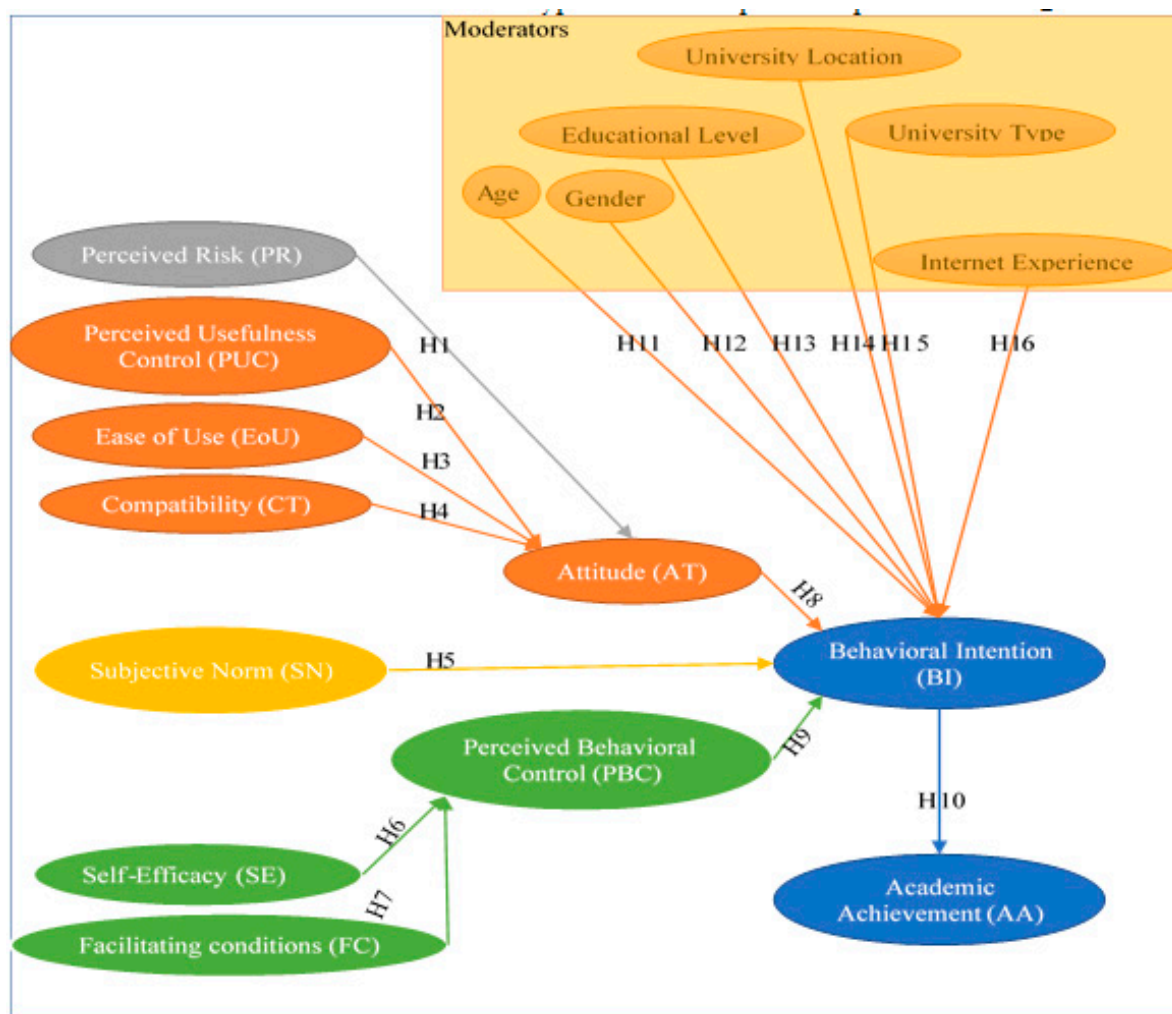 Moderators
University Location
Educational Level
University Type
Age
Gender
Perceived Risk (PR)
Internet Experience
Perceived Usefulness
Control (PUC)
H1
H11
H12
H13
H14
H1 5
H16
H2
Ease of Use (EoU)
H3
Compatibility (CT)
H4
Attitude (AT)
H8
Subjective Norm (SN)
H5
Behavioral Intention
(BI)
Perceived Behavioral
Control (PBC)
H9
H10
H6
Self-Efficacy (SE)
H7
Facilitating conditions (FC)
Academic
Achievement (AA)